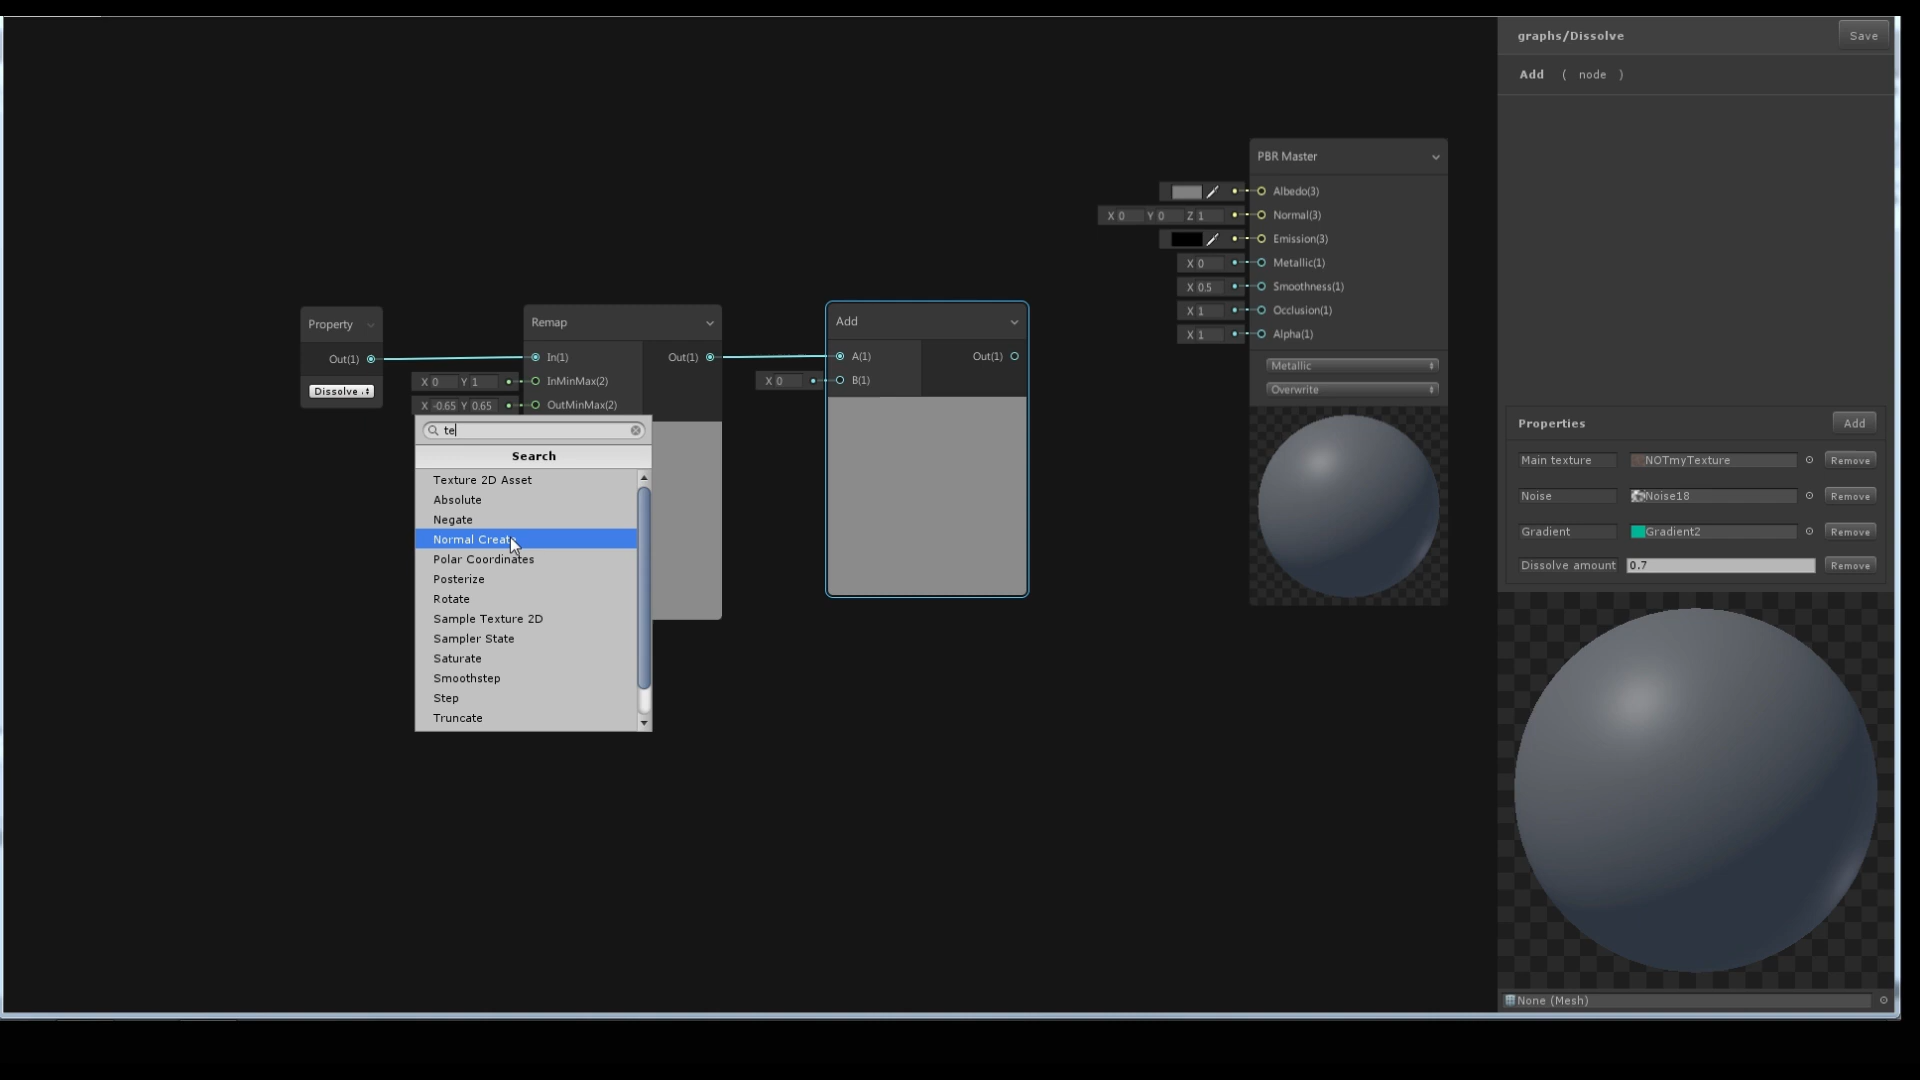 graphs/Dissolve
Save
Add ( node )
PBR Master
Albedo(3)
X 0 Y 0 Z 1 Normal(3)
Emission(3)
X 0 Metallic(1)
X 0.5 Smoothness(1)
X 1 Occlusion(1)
X 1 Alpha(1)
Metallic
Overwrite
Property
Out(1)
Dissolve
Remap
In(1) Out(1)
X 0 Y 1 InMinMax(2)
X -0.65 Y 0.65 OutMinMax(2)
Add
A(1) Out(1)
X 0 B(1)
te
Search
Texture 2D Asset
Absolute
Negate
Normal Create
Polar Coordinates
Posterize
Rotate
Sample Texture 2D
Sampler State
Saturate
Smoothstep
Step
Truncate
Properties Add
Main texture NOTmyTexture Remove
Noise Noise18 Remove
Gradient Gradient2 Remove
Dissolve amount 0.7 Remove
None (Mesh)